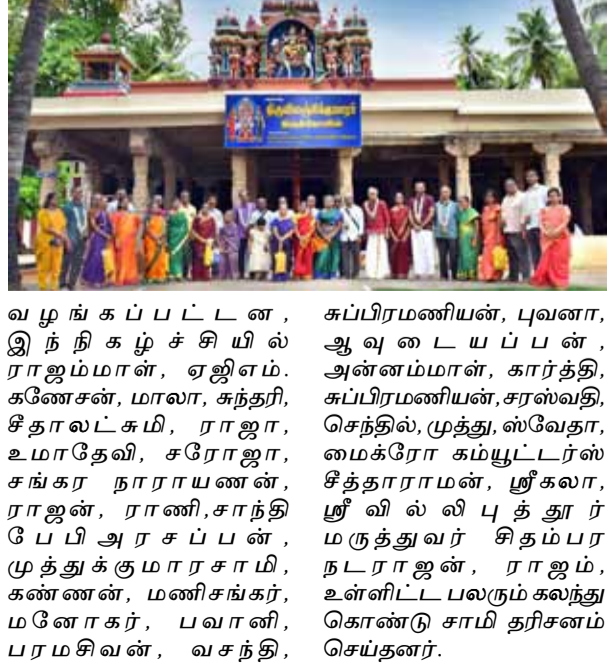 வழங்கப்பட்டன,
இந்நிகழ்ச்சியில்
ராஜம்மாள், ஏஜிஎம்.
கணேசன், மாலா, சுந்தரி,
சீதாலட்சுமி, ராஜா,
உமாதேவி, சரோஜா,
சங்கர நாராயணன்,
ராஜன், ராணி,சாந்தி
பேபி அரசப்பன்,
முத்துக்குமாரசாமி,
கண்ணன், மணிசங்கர்,
மனோகர், பவானி,
பரமசிவன், வசந்தி,
சுப்பிரமணியன், புவனா,
ஆவுடையப்பன்,
அன்னம்மாள், கார்த்தி,
சுப்பிரமணியன்,சரஸ்வதி,
செந்தில், முத்து, ஸ்வேதா,
மைக்ரோ கம்யூட்டர்ஸ்
சீத்தாராமன், ஸ்ரீகலா,
ஸ்ரீவில்லிபுத்தூர்
மருத்துவர் சிதம்பர
நடராஜன், ராஜம்,
உள்ளிட்ட பலரும் கலந்து
கொண்டு சாமி தரிசனம்
செய்தனர்.